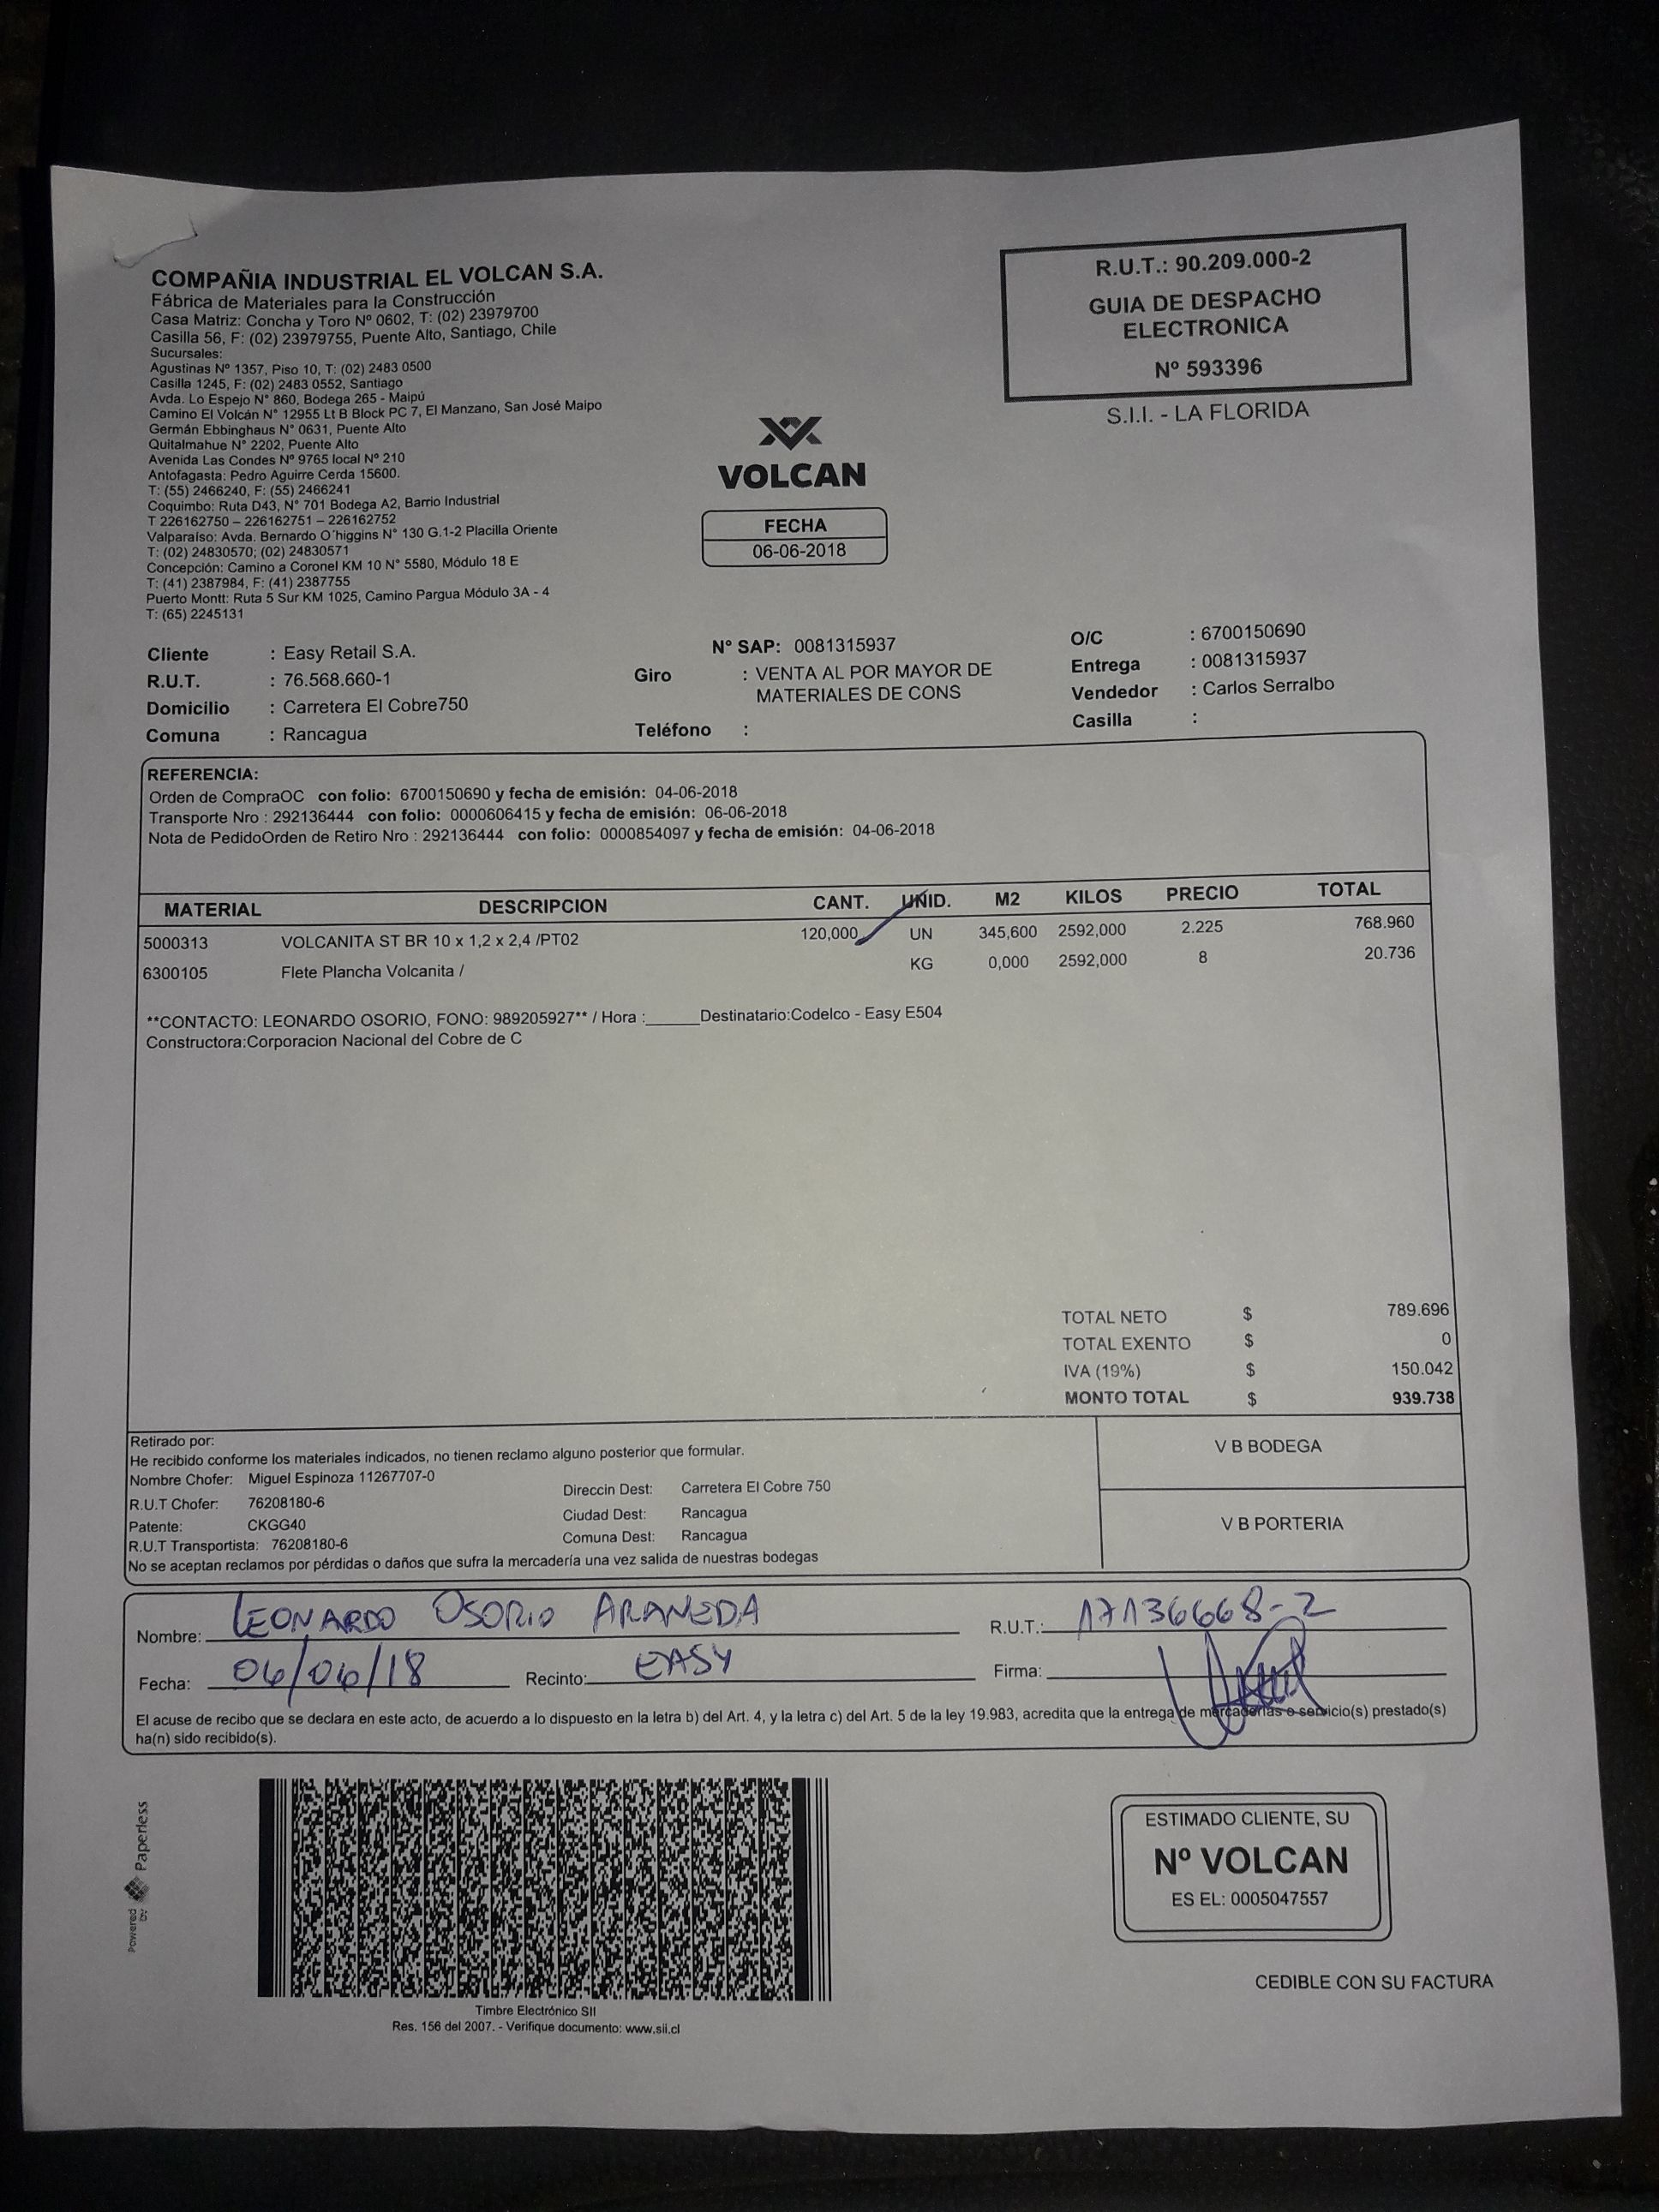 COMPAÑIA INDUSTRIAL EL VOLCAN S.A.
Fábrica de Materiales para la Construcción
Casa Matriz: Concha y Toro Nº 0602, T: (02) 23979700
Casilla 56, F: (02) 23979755, Puente Alto, Santiago, Chile
Sucursales:
Agustinas Nº 1357, Piso 10, T: (02) 2483 0500
Casilla 1245, F: (02) 2483 0552, Santiago
Avda. Lo Espejo N° 860, Bodega 265 - Maipú
Camino El Volcán N° 12955 Lt B Block PC 7, El Manzano, San José Maipo
Germán Ebbinghaus N° 0631, Puente Alto
Quitalmahue N° 2202, Puente Alto
Avenida Las Condes Nº 9765 local Nº 210
Antofagasta: Pedro Aguirre Cerda 15600.
T: (55) 2466240, F: (55) 2466241
Coquimbo: Ruta D43, N° 701 Bodega A2, Barrio Industrial
T 226162750 – 226162751 – 226162752
Valparaíso: Avda. Bernardo O´higgins N° 130 G.1-2 Placilla Oriente
T: (02) 24830570; (02) 24830571
Concepción: Camino a Coronel KM 10 N° 5580, Módulo 18 E
T: (41) 2387984, F: (41) 2387755
Puerto Montt: Ruta 5 Sur KM 1025, Camino Pargua Módulo 3A - 4
T: (65) 2245131
R.U.T.: 90.209.000-2
GUIA DE DESPACHO
ELECTRONICA
Nº 593396
S.I.I. - LA FLORIDA
VOLCAN
FECHA
06-06-2018
Cliente : Easy Retail S.A.
R.U.T. : 76.568.660-1
Domicilio : Carretera El Cobre750
Comuna : Rancagua
Nº SAP: 0081315937
Giro : VENTA AL POR MAYOR DE
MATERIALES DE CONS
Teléfono :
O/C : 6700150690
Entrega : 0081315937
Vendedor : Carlos Serralbo
Casilla :
REFERENCIA:
Orden de CompraOC con folio: 6700150690 y fecha de emisión: 04-06-2018
Transporte Nro : 292136444 con folio: 0000606415 y fecha de emisión: 06-06-2018
Nota de PedidoOrden de Retiro Nro : 292136444 con folio: 0000854097 y fecha de emisión: 04-06-2018
MATERIAL DESCRIPCION CANT. UNID. M2 KILOS PRECIO TOTAL
5000313 VOLCANITA ST BR 10 x 1,2 x 2,4 /PT02 120,000 UN 345,600 2592,000 2.225 768.960
6300105 Flete Plancha Volcanita / KG 0,000 2592,000 8 20.736
**CONTACTO: LEONARDO OSORIO, FONO: 989205927** / Hora :______Destinatario:Codelco - Easy E504
Constructora:Corporacion Nacional del Cobre de C
TOTAL NETO $ 789.696
TOTAL EXENTO $ 0
IVA (19%) $ 150.042
MONTO TOTAL $ 939.738
Retirado por:
He recibido conforme los materiales indicados, no tienen reclamo alguno posterior que formular.
Nombre Chofer: Miguel Espinoza 11267707-0
R.U.T Chofer: 76208180-6
Patente: CKGG40
R.U.T Transportista: 76208180-6
Direccin Dest: Carretera El Cobre 750
Ciudad Dest: Rancagua
Comuna Dest: Rancagua
No se aceptan reclamos por pérdidas o daños que sufra la mercadería una vez salida de nuestras bodegas
V B BODEGA
V B PORTERIA
Nombre: LEONARDO OSORIO ARANEDA R.U.T.: 17136668-2
Fecha: 06/06/18 Recinto: EASY Firma:
El acuse de recibo que se declara en este acto, de acuerdo a lo dispuesto en la letra b) del Art. 4, y la letra c) del Art. 5 de la ley 19.983, acredita que la entrega de mercaderías o servicio(s) prestado(s)
ha(n) sido recibido(s).
Powered by Paperless
Timbre Electrónico SII
Res. 156 del 2007. - Verifique documento: www.sii.cl
ESTIMADO CLIENTE, SU
Nº VOLCAN
ES EL: 0005047557
CEDIBLE CON SU FACTURA